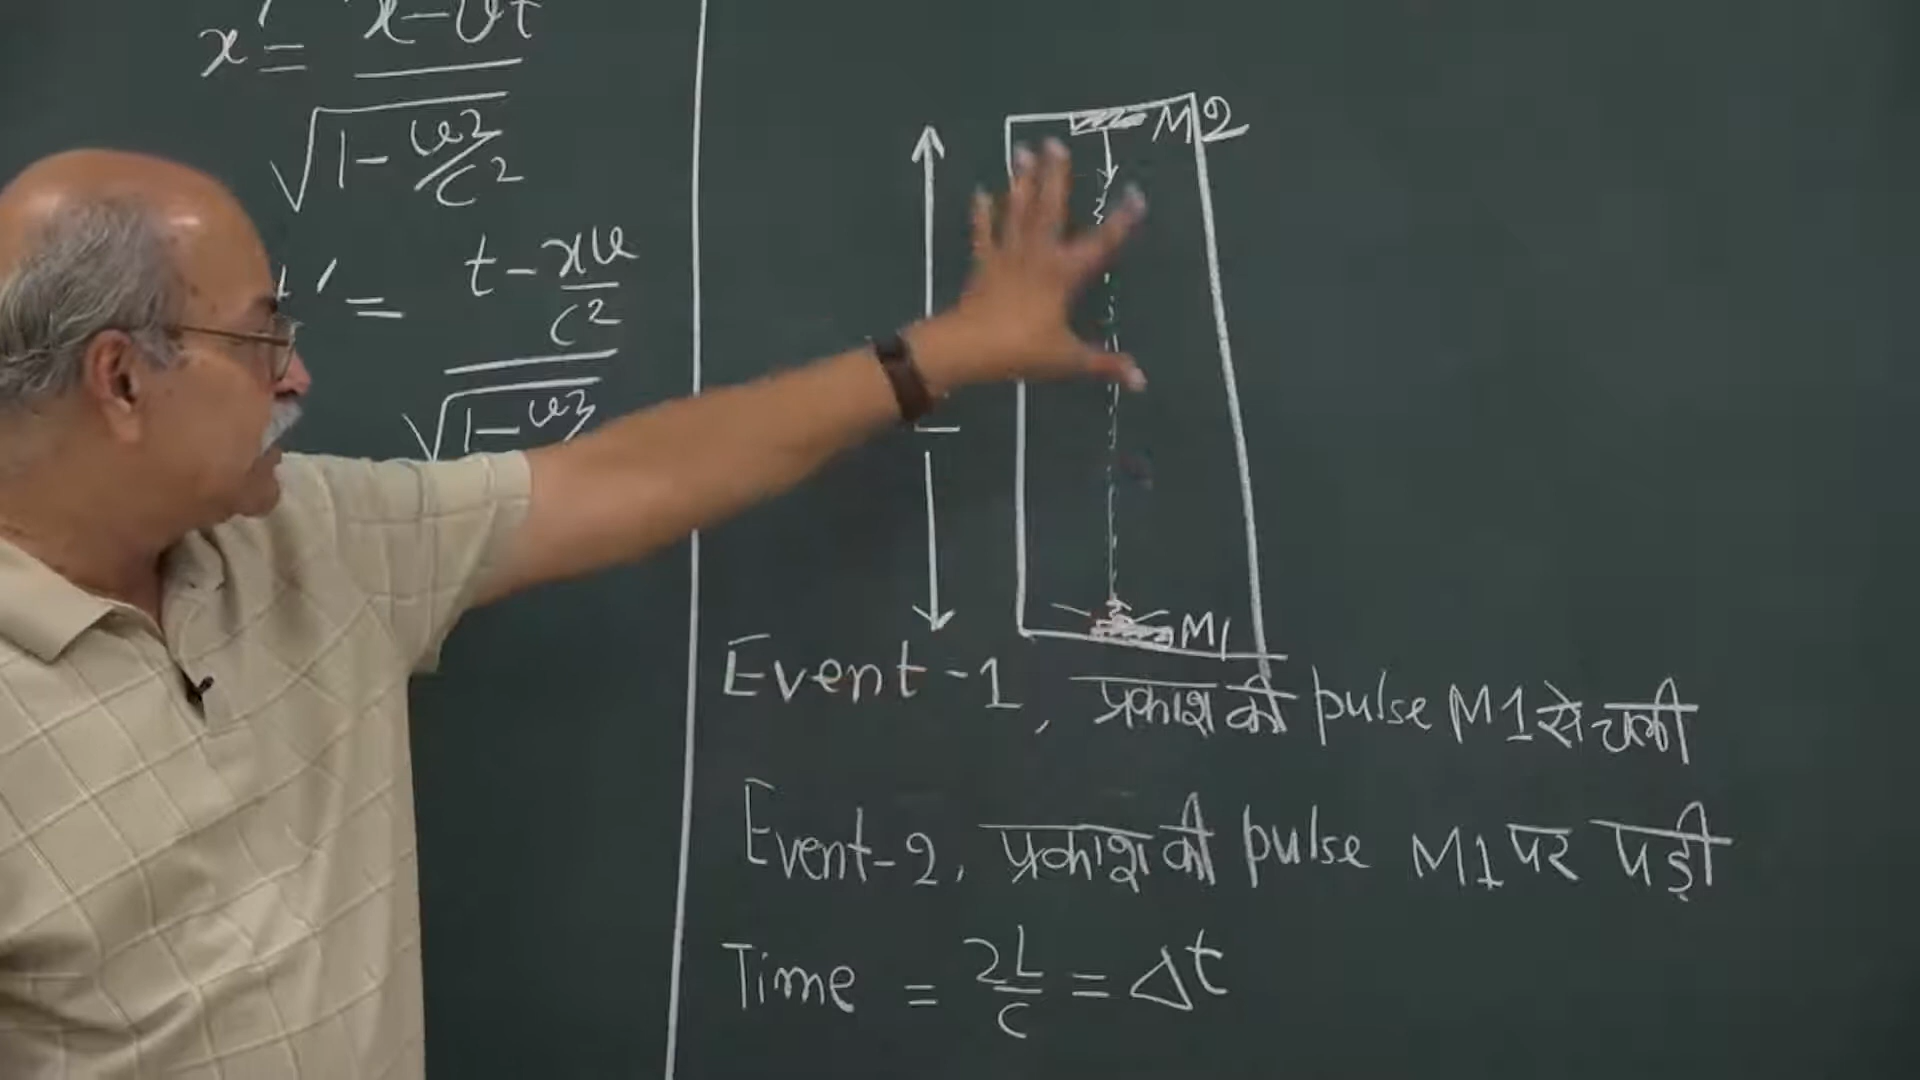 x' = x-vt
√1-v2/c2
t' = t-xv/c2
√1-v2
M2
M1
Event-1, प्रकाश की pulse M1 से चली
Event-2, प्रकाश की pulse M1 पर पड़ी
Time = 2L/c = Δt